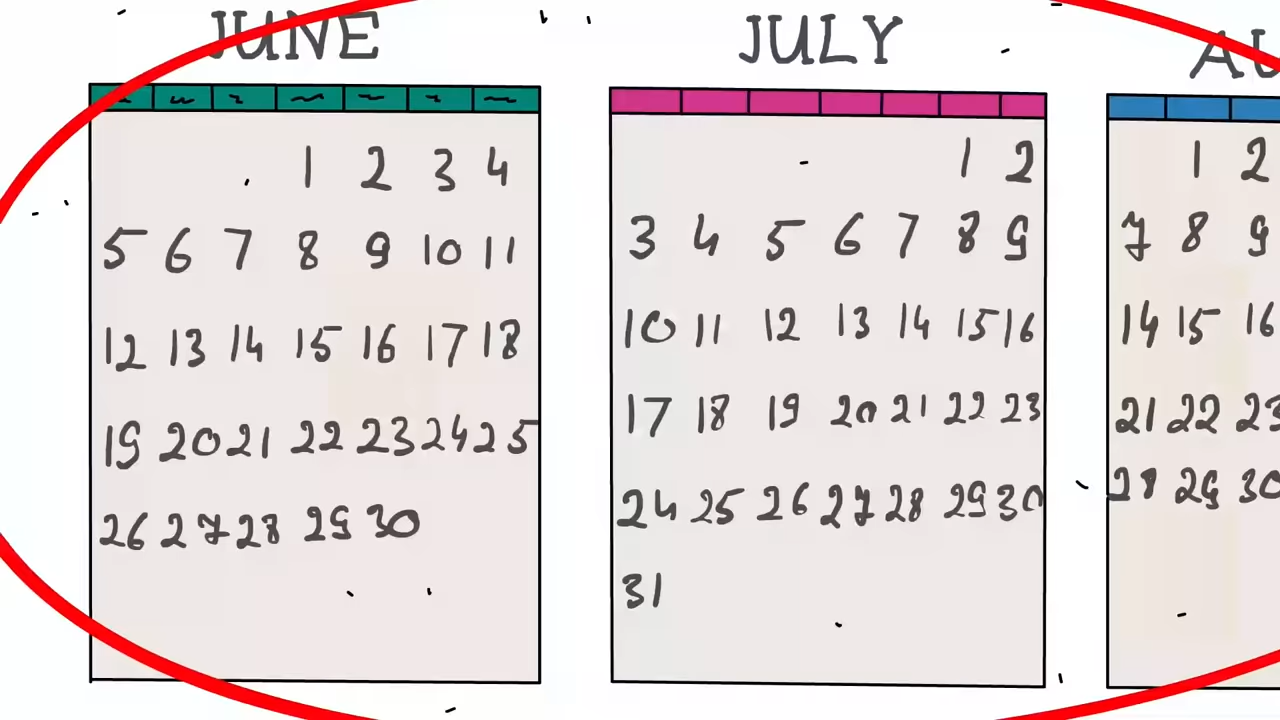 JUNE
1 2 3 4
5 6 7 8 9 10 11
12 13 14 15 16 17 18
19 20 21 22 23 24 25
26 27 28 29 30
JULY
1 2
3 4 5 6 7 8 9
10 11 12 13 14 15 16
17 18 19 20 21 22 23
24 25 26 27 28 29 30
31
AU
1 2
7 8 9
14 15 16
21 22 23
28 29 30